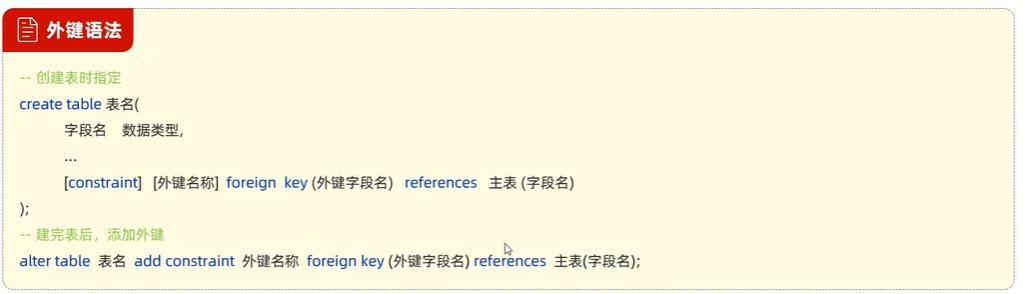 外键语法
-- 创建表时指定
create table 表名(
字段名 数据类型,
...
[constraint] [外键名称] foreign key (外键字段名) references 主表 (字段名)
);
-- 建完表后，添加外键
alter table 表名 add constraint 外键名称 foreign key (外键字段名) references 主表(字段名);